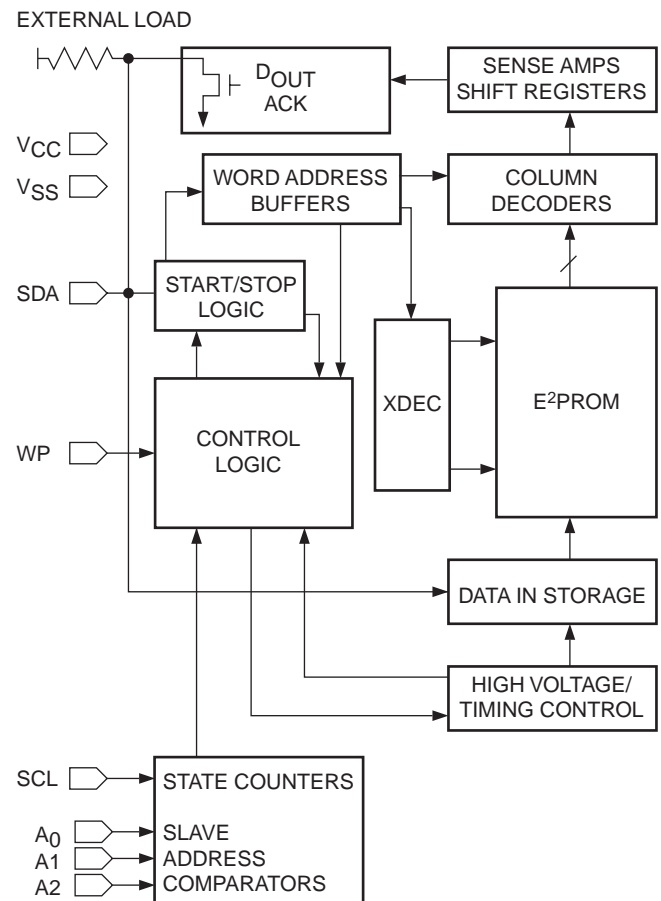 EXTERNAL LOAD
DOUT
ACK
SENSE AMPS
SHIFT REGISTERS
VCC
VSS
WORD ADDRESS
BUFFERS
COLUMN
DECODERS
SDA
START/STOP
LOGIC
XDEC
E²PROM
WP
CONTROL
LOGIC
DATA IN STORAGE
HIGH VOLTAGE/
TIMING CONTROL
SCL
STATE COUNTERS
A0
SLAVE
A1
ADDRESS
A2
COMPARATORS